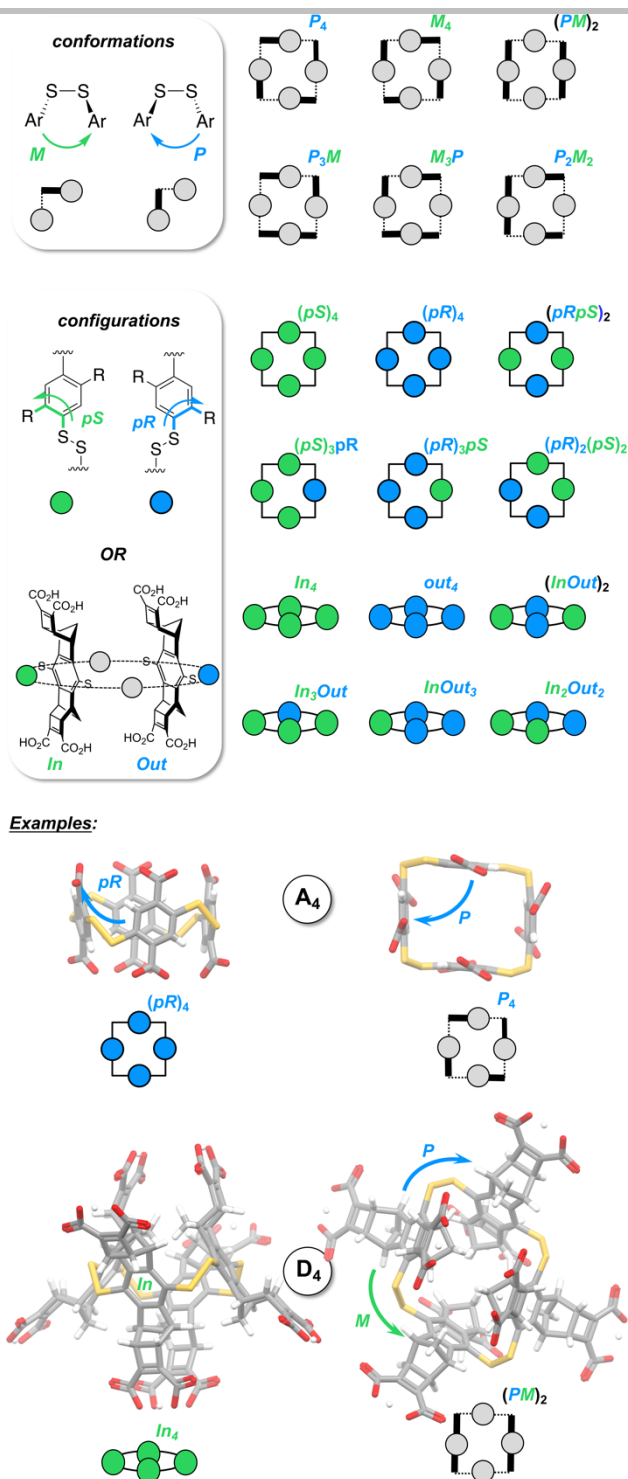 conformations
P4 M4 (PM)2
S–S S–S
Ar Ar Ar Ar
M P
P3M M3P P2M2
configurations
(pS)4 (pR)4 (pRpS)2
R R
R pS pR R
S S
S S
(pS)3pR (pR)3pS (pR)2(pS)2
OR
In4 out4 (InOut)2
CO2H CO2H
CO2H CO2H
S S
S S
In3Out InOut3 In2Out2
HO2C HO2C
CO2H CO2H
In Out
Examples:
pR A4 P
(pR)4 P4
P
In D4
M
(PM)2
In4